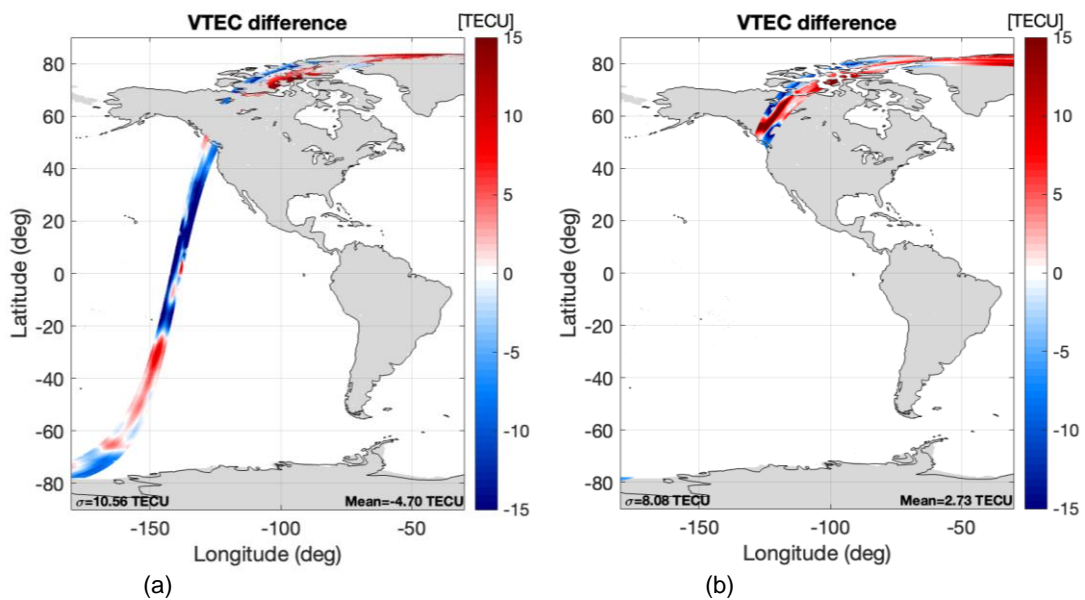 VTEC difference
[TECU]
80
60
40
20
0
-20
-40
-60
-80
Latitude (deg)
-150
-100
-50
Longitude (deg)
15
10
5
0
-5
-10
-15
σ=10.56 TECU
Mean=-4.70 TECU
(a)
VTEC difference
[TECU]
80
60
40
20
0
-20
-40
-60
-80
Latitude (deg)
-150
-100
-50
Longitude (deg)
15
10
5
0
-5
-10
-15
σ=8.08 TECU
Mean=2.73 TECU
(b)